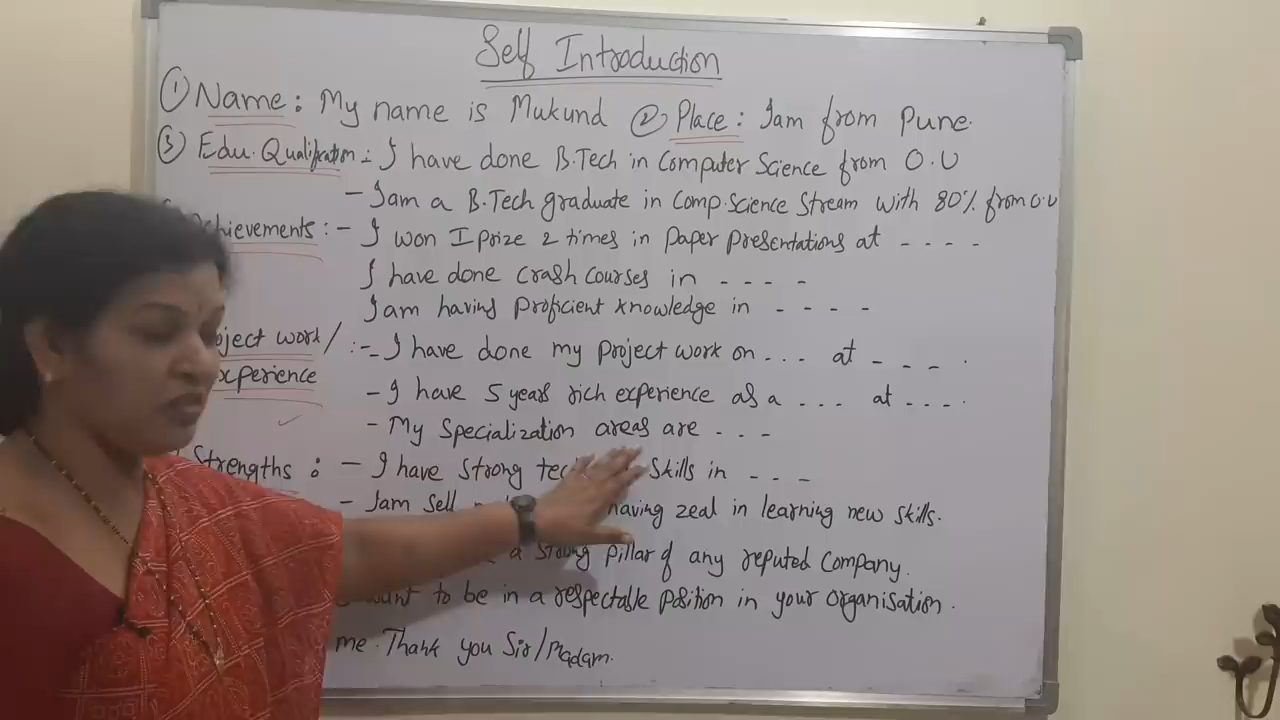 Self Introduction
① Name: My name is Mukund ② Place: I am from Pune.
③ Edu. Qualification:- I have done B.Tech in Computer Science from O.U
- I am a B.Tech graduate in Comp.Science Stream with 80% from O.U
:- I won I prize 2 times in Paper Presentations at - - - -
I have done crash courses in - - - -
I am having proficient knowledge in - - - -
work/ :- - I have done my project work on ... at - - -
- I have 5 years rich experience as a ... at ....
- My Specialization areas are - - -
Strengths: - I have strong skills in - - -
- I am having zeal in learning new skills.
a strong pillar of any reputed Company.
want to be in a respectable position in your organisation.
me. Thank you Sir/Madam.